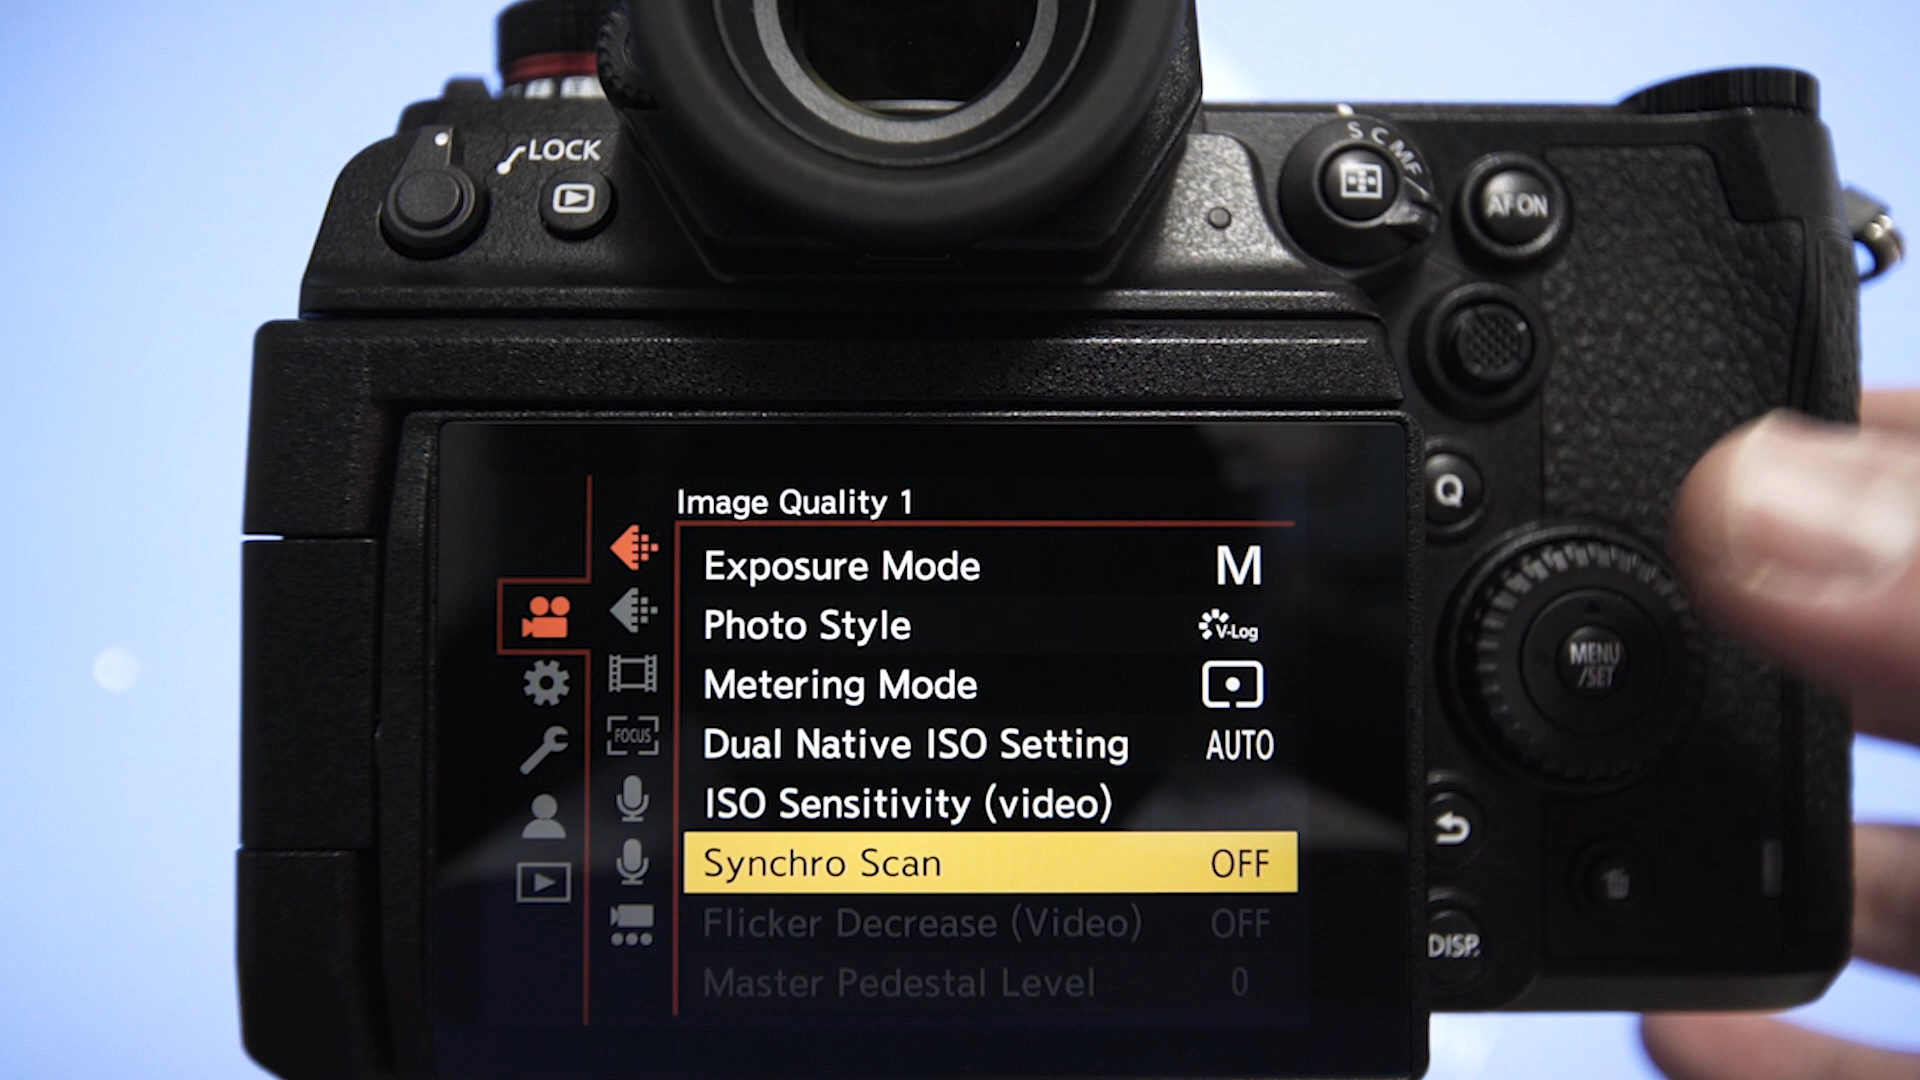 LOCK
S C MF
AF ON
Q
Image Quality 1
Exposure Mode M
Photo Style V-Log
Metering Mode
Dual Native ISO Setting AUTO
FOCUS
ISO Sensitivity (video)
Synchro Scan OFF
Flicker Decrease (Video) OFF
Master Pedestal Level 0
MENU
/SET
DISP.